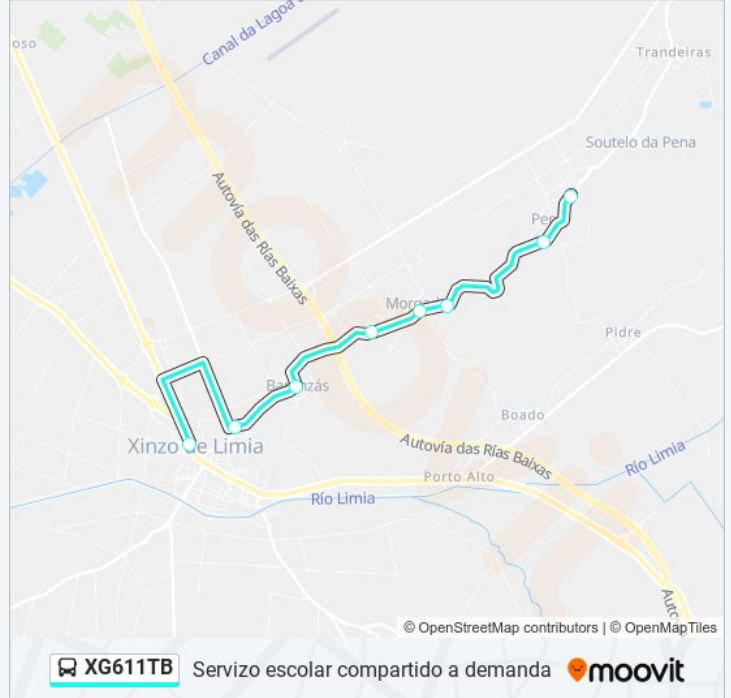 oso
Canal da Lagoa
Trandeiras
Soutelo da Pena
Autovía das Rías Baixas
Pidre
Xinzo de Limia
Boado
Autovía das Rías Baixas
Porto Alto
Río Limia
Río Limia
© OpenStreetMap contributors | © OpenMapTiles
XG611TB
Servizo escolar compartido a demanda
moovit